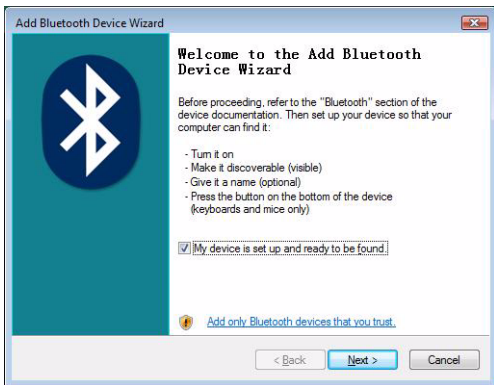 Add Bluetooth Device Wizard
Welcome to the Add Bluetooth
Device Wizard
Before proceeding, refer to the "Bluetooth" section of the
device documentation. Then set up your device so that your
computer can find it:
- Turn it on
- Make it discoverable (visible)
- Give it a name (optional)
- Press the button on the bottom of the device
(keyboards and mice only)
My device is set up and ready to be found.
Add only Bluetooth devices that you trust.
< Back Next > Cancel